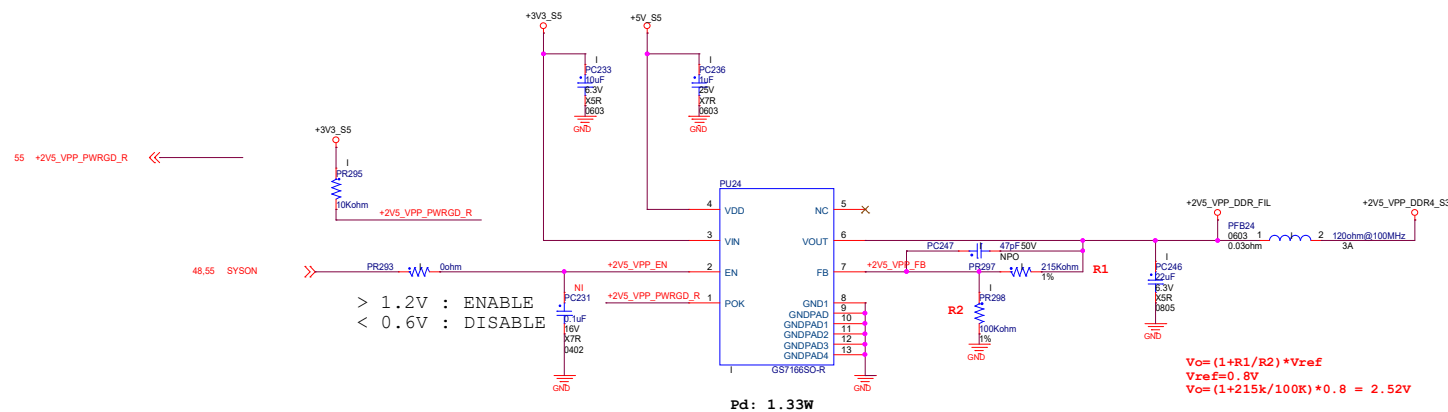 +3V3_S5
+5V_S5
I
PC233
10uF
6.3V
X5R
0603
GND
I
PC236
1uF
25V
X7R
0603
GND
55 +2V5_VPP_PWRGD_R
+3V3_S5
I
PR295
10Kohm
+2V5_VPP_PWRGD_R
PU24
4 VDD
NC 5
3 VIN
VOUT 6
2 EN
FB 7
1 POK
GND1 8
GNDPAD 9
GNDPAD1 10
GNDPAD2 11
GNDPAD3 12
GNDPAD4 13
I
GS7166SO-R
Pd: 1.33W
48,55 SYSON
PR293
I
0ohm
+2V5_VPP_EN
+2V5_VPP_PWRGD_R
> 1.2V : ENABLE
< 0.6V : DISABLE
NI
PC231
0.1uF
16V
X7R
0402
GND
GND
PC247
I
47pF 50V
NPO
+2V5_VPP_FB
PR297
I
215Kohm
1%
R1
R2
I
PR298
100Kohm
1%
GND
I
PC246
22uF
6.3V
X5R
0805
GND
+2V5_VPP_DDR_FIL
PFB24
0603 1
0.03ohm
I
2 120ohm@100MHz
3A
+2V5_VPP_DDR4_S3
Vo=(1+R1/R2)*Vref
Vref=0.8V
Vo=(1+215k/100K)*0.8 = 2.52V